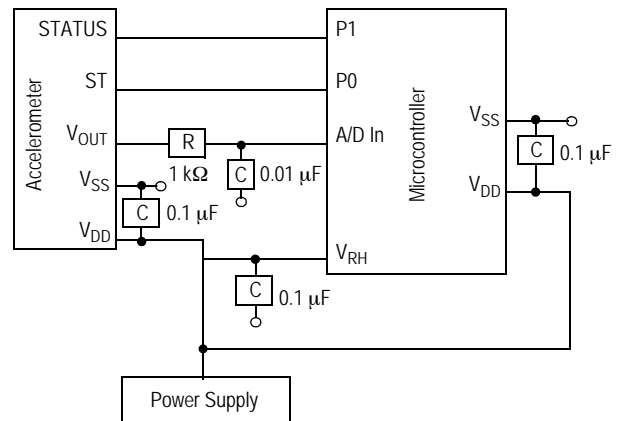 STATUS
P1
ST
P0
Accelerometer
Microcontroller
V_OUT
R
A/D In
V_SS
1 kΩ
C
0.01 μF
C
0.1 μF
V_SS
V_DD
C
0.1 μF
V_DD
V_RH
C
0.1 μF
Power Supply